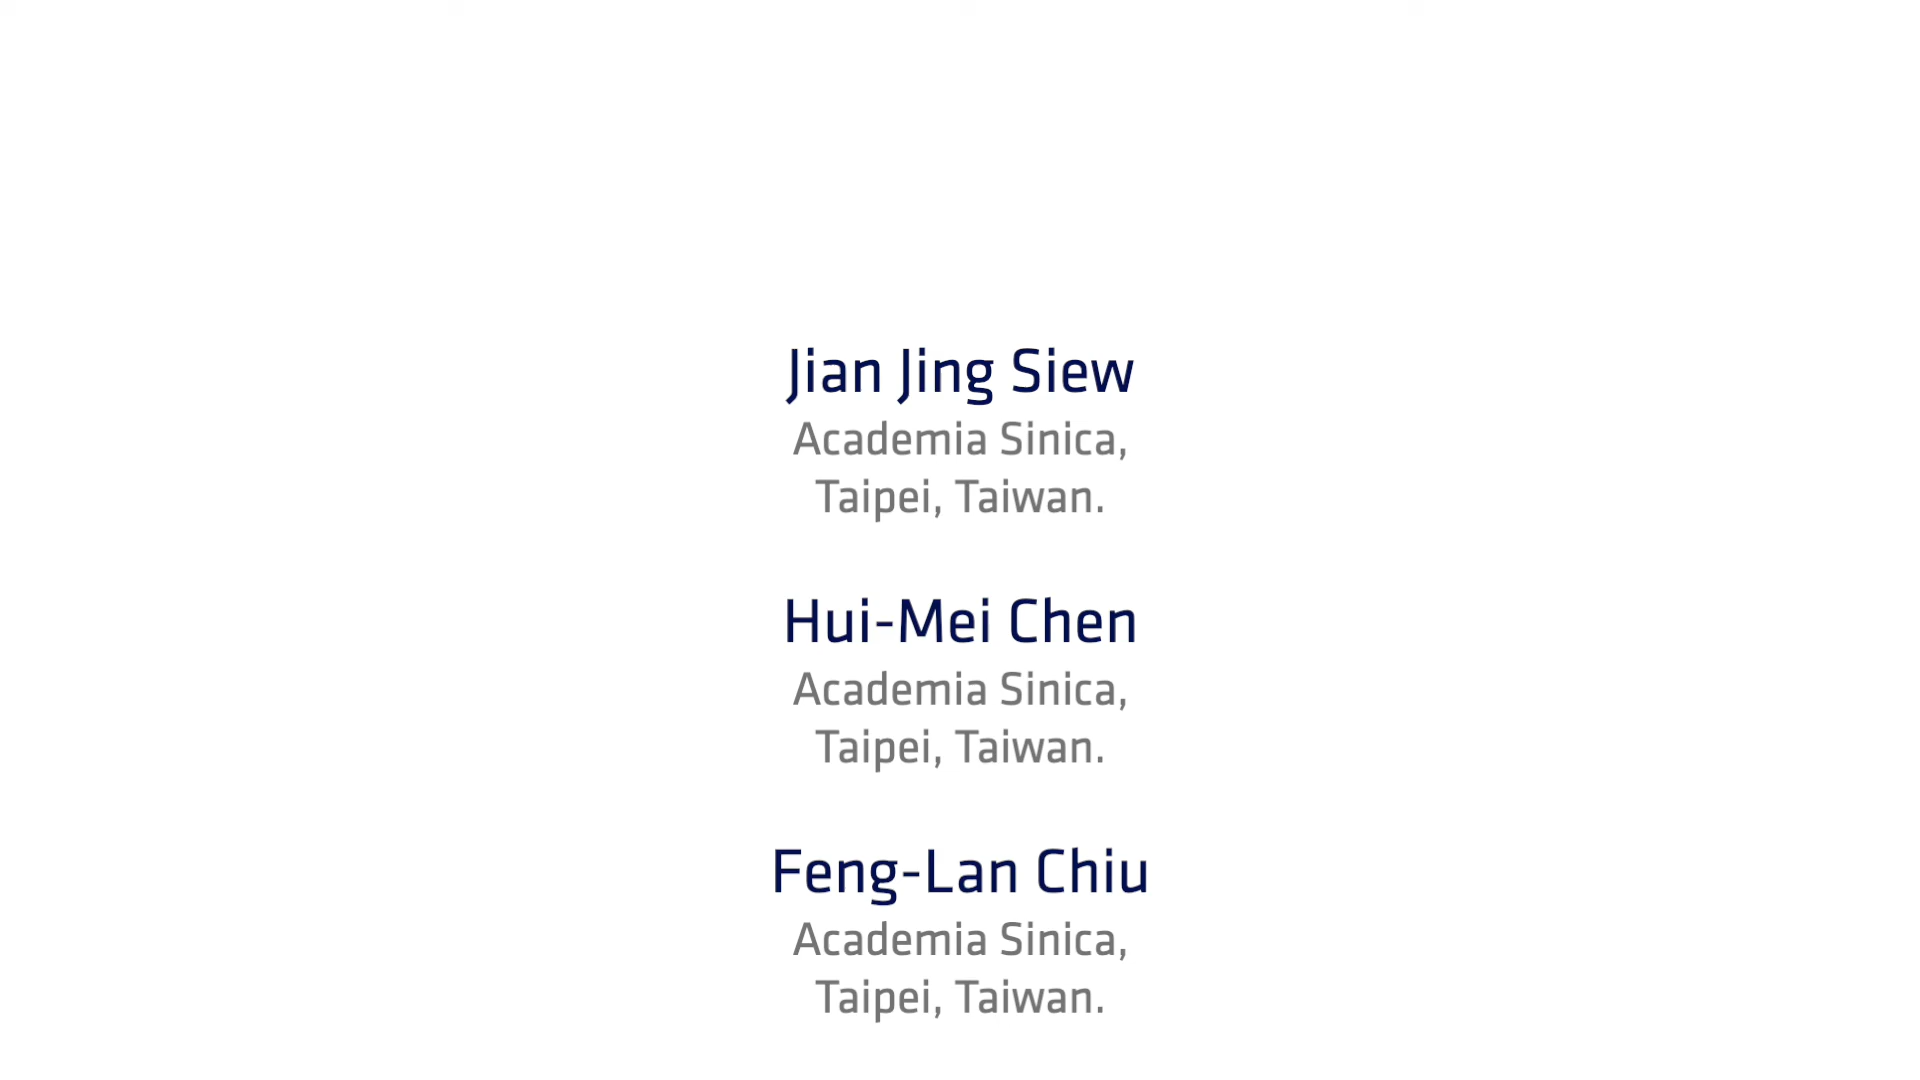 Jian Jing Siew
Academia Sinica,
Taipei, Taiwan.
Hui-Mei Chen
Academia Sinica,
Taipei, Taiwan.
Feng-Lan Chiu
Academia Sinica,
Taipei, Taiwan.